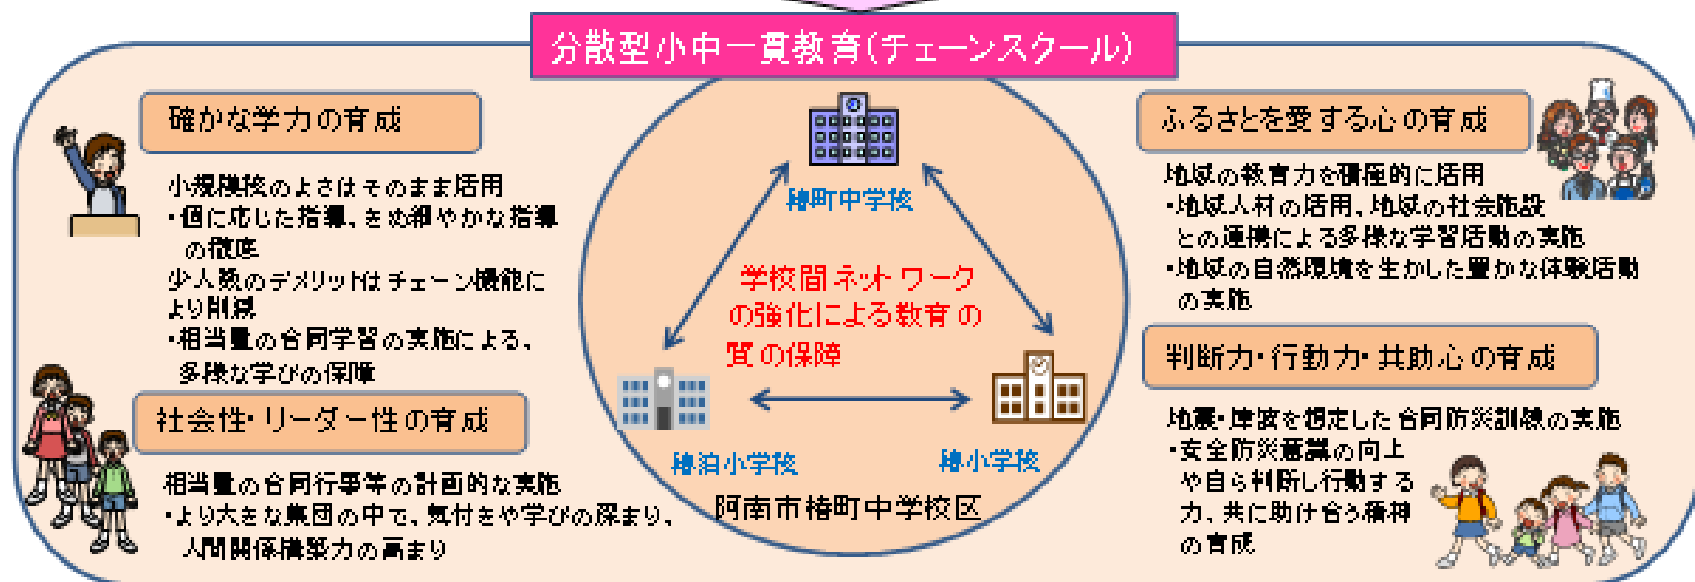 分散型小中一貫教育(チェーンスクール)
確かな学力の育成
小規模校のよさはそのまま活用
・個に応じた指導、きめ細やかな指導
の徹底
少人数のデメリットはチェーン機能に
より削減
・相当量の合同学習の実施による、
多様な学びの保障
社会性・リーダー性の育成
相当量の合同行事等の計画的な実施
・より大きな集団の中で、気付きや学びの深まり、
人間関係構築力の高まり
椿町中学校
学校間ネットワーク
の強化による教育の
質の保障
椿泊小学校
椿小学校
阿南市椿町中学校区
ふるさとを愛する心の育成
地域の教育力を積極的に活用
・地域人材の活用、地域の社会施設
との連携による多様な学習活動の実施
・地域の自然環境を生かした豊かな体験活動
の実施
判断力・行動力・共助心の育成
地震・津波を想定した合同防災訓練の実施
・安全防災意識の向上
や自ら判断し行動する
力、共に助け合う精神
の育成